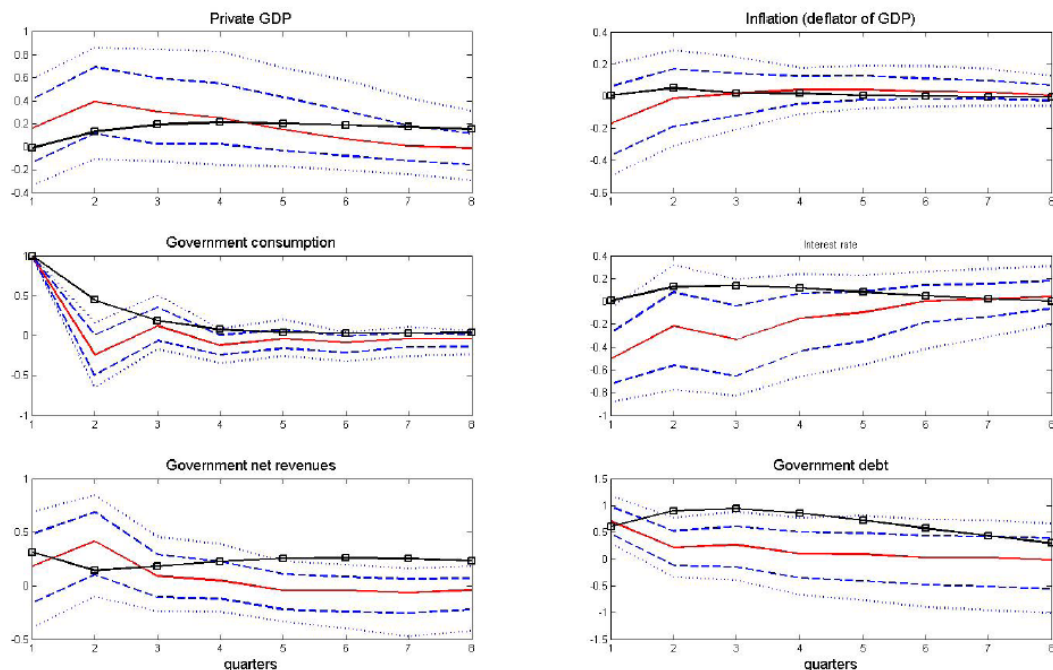 Private GDP
1
0.8
0.6
0.4
0.2
0
-0.2
-0.4
1 2 3 4 5 6 7 8
Inflation (deflator of GDP)
0.4
0.2
0
-0.2
-0.4
-0.6
1 2 3 4 5 6 7 8
Government consumption
1
0.5
0
-0.5
-1
1 2 3 4 5 6 7 8
Interest rate
0.4
0.2
0
-0.2
-0.4
-0.6
-0.8
-1
1 2 3 4 5 6 7 8
Government net revenues
1
0.5
0
-0.5
1 2 3 4 5 6 7 8
quarters
Government debt
1.5
1
0.5
0
-0.5
-1
-1.5
1 2 3 4 5 6 7 8
quarters